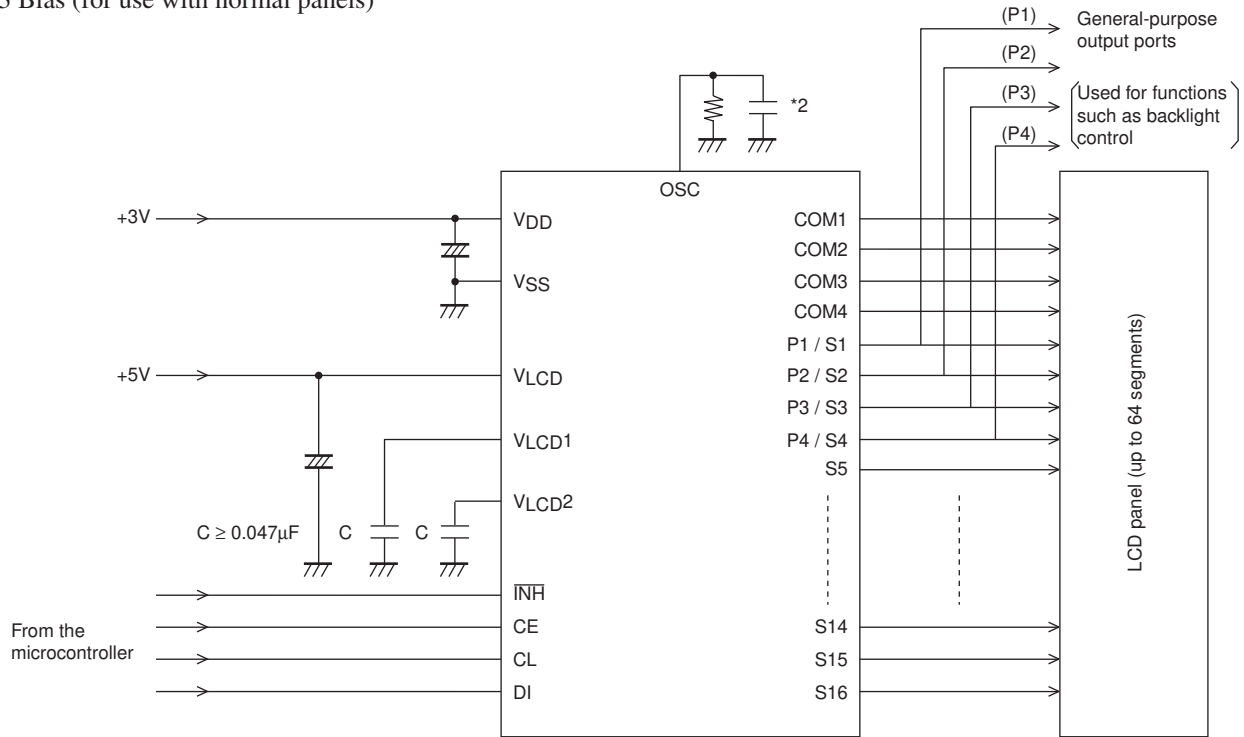 3 Bias (for use with normal panels)
(P1)
General-purpose
output ports
(P2)
(P3)
Used for functions
such as backlight
control
(P4)
*2
OSC
+3V
VDD
VSS
+5V
VLCD
VLCD1
VLCD2
C ≥ 0.047µF
C
C
From the
microcontroller
INH
CE
CL
DI
COM1
COM2
COM3
COM4
P1 / S1
P2 / S2
P3 / S3
P4 / S4
S5
S14
S15
S16
LCD panel (up to 64 segments)